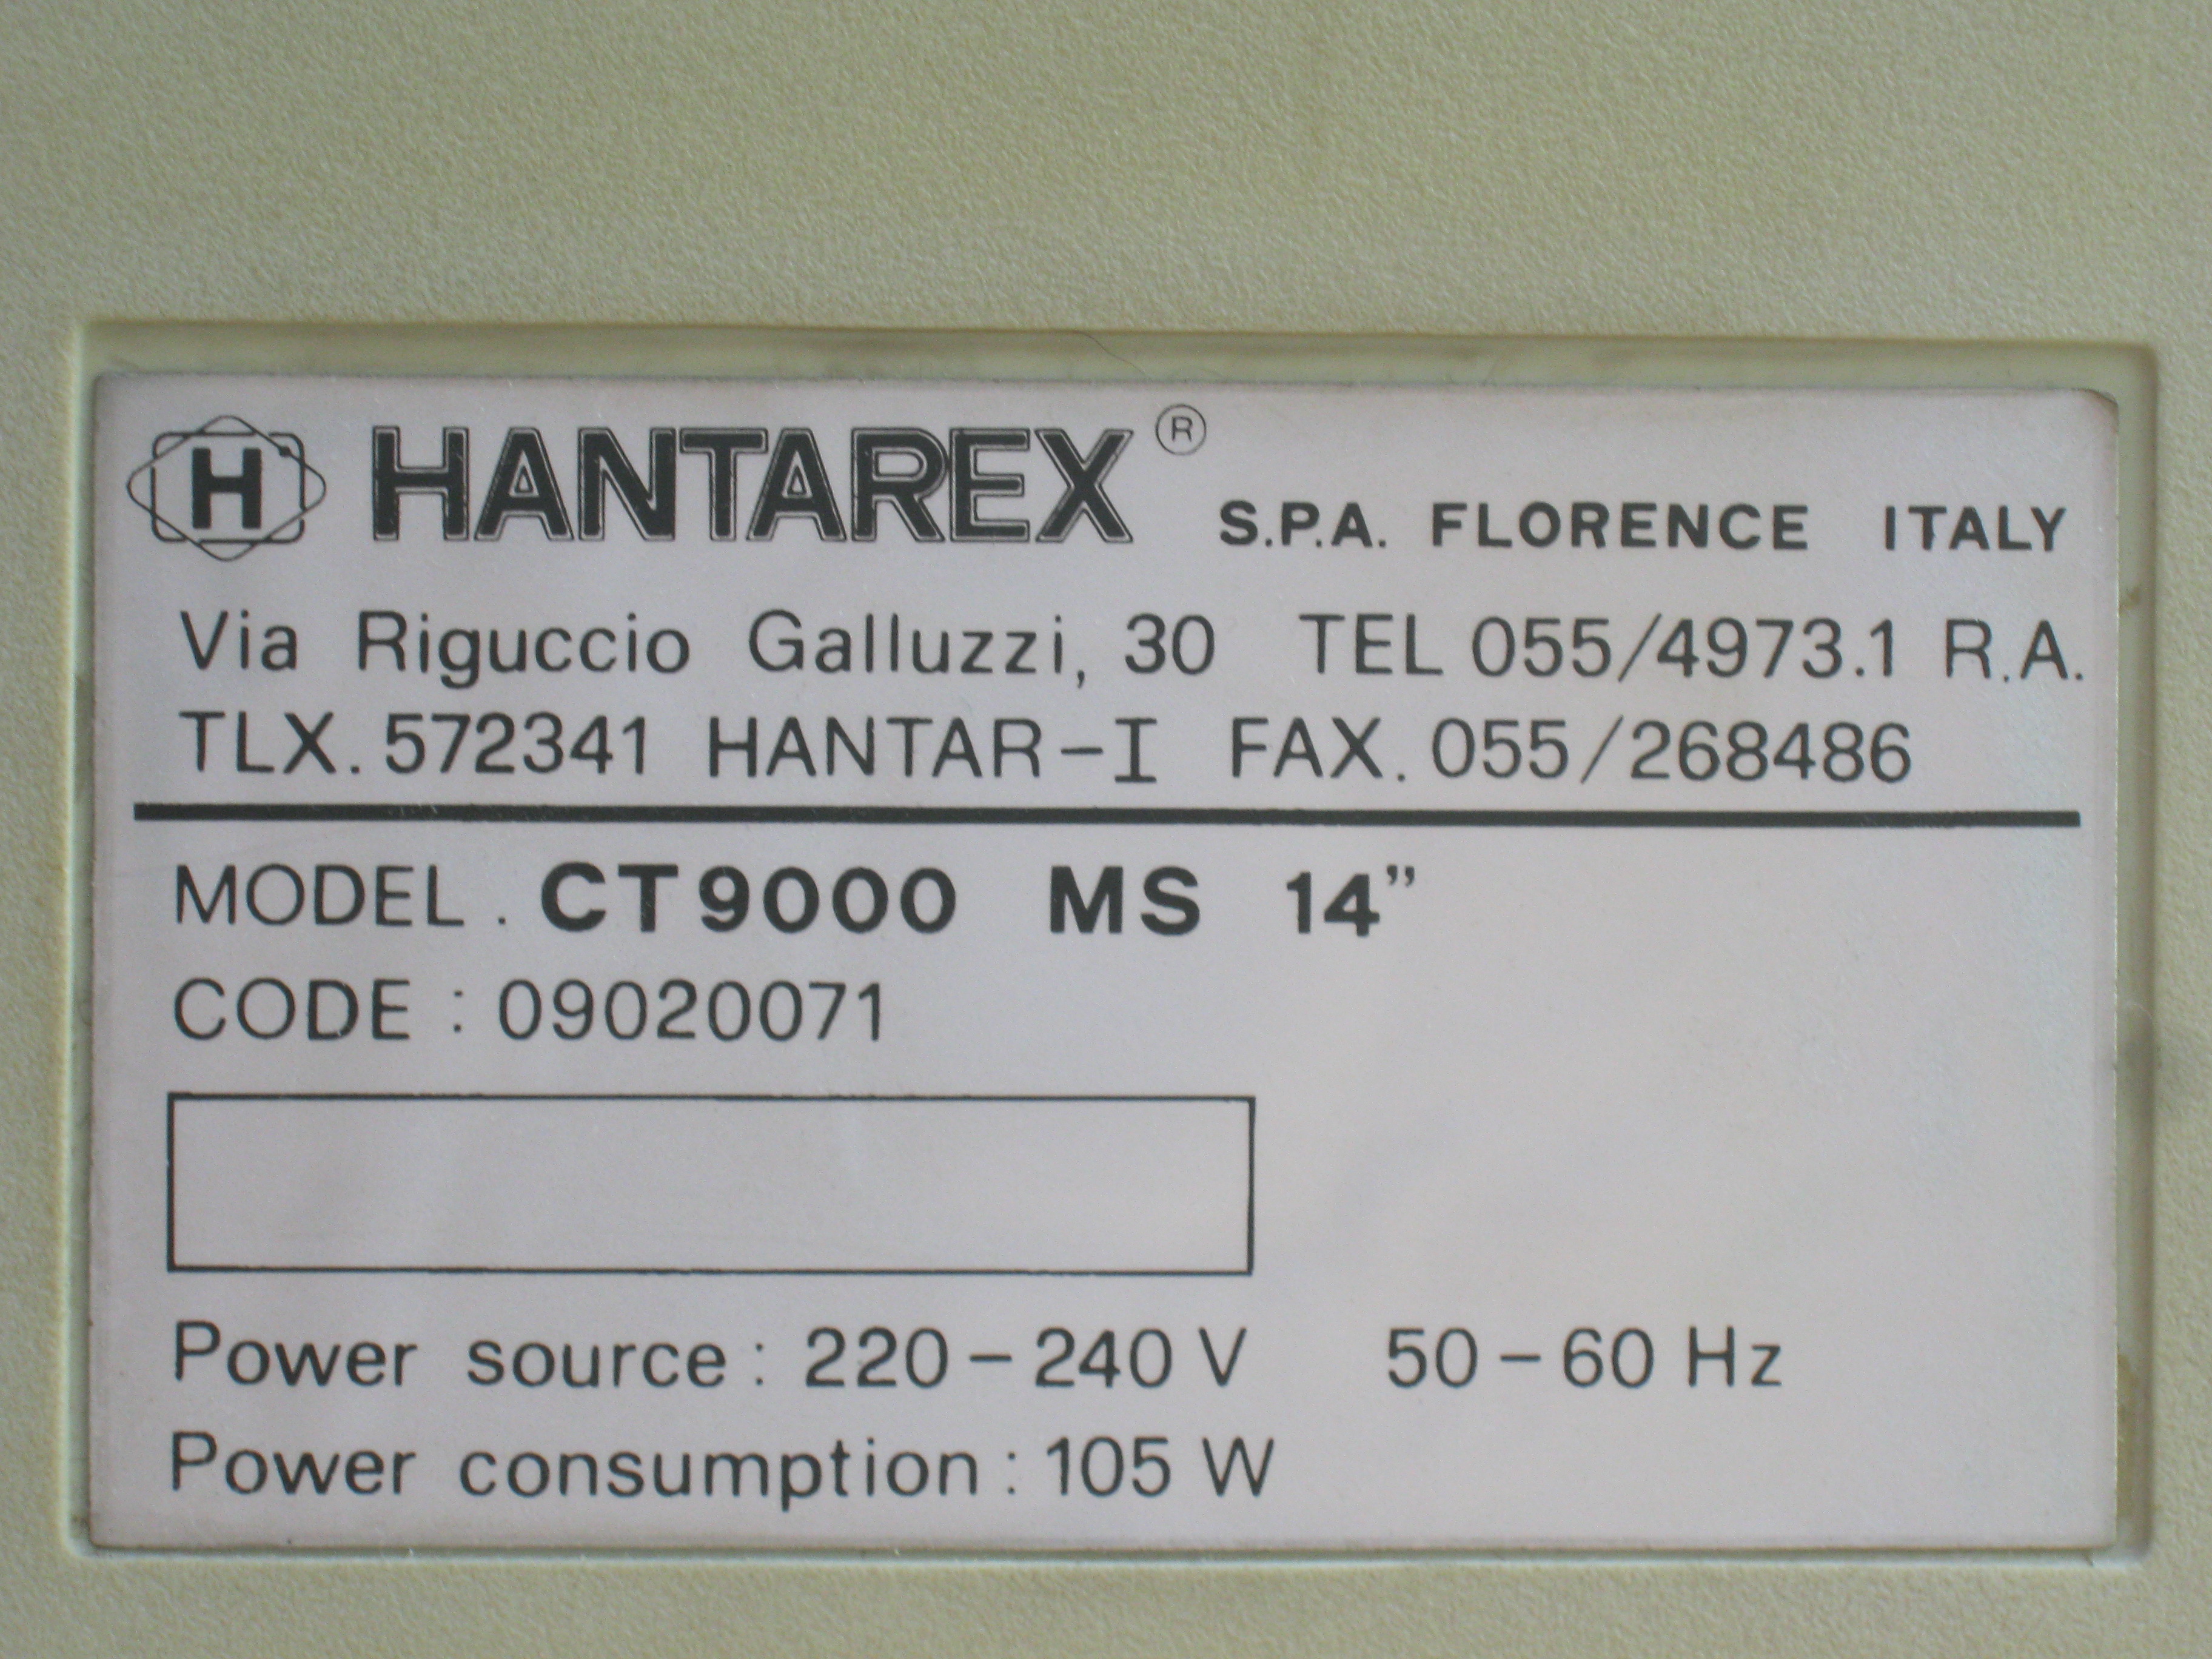 H HANTAREX ® S.P.A. FLORENCE ITALY
Via Riguccio Galluzzi, 30 TEL 055/4973.1 R.A.
TLX. 572341 HANTAR-I FAX. 055/268486
MODEL. CT9000 MS 14”
CODE : 09020071
Power source : 220-240 V 50-60 Hz
Power consumption : 105 W